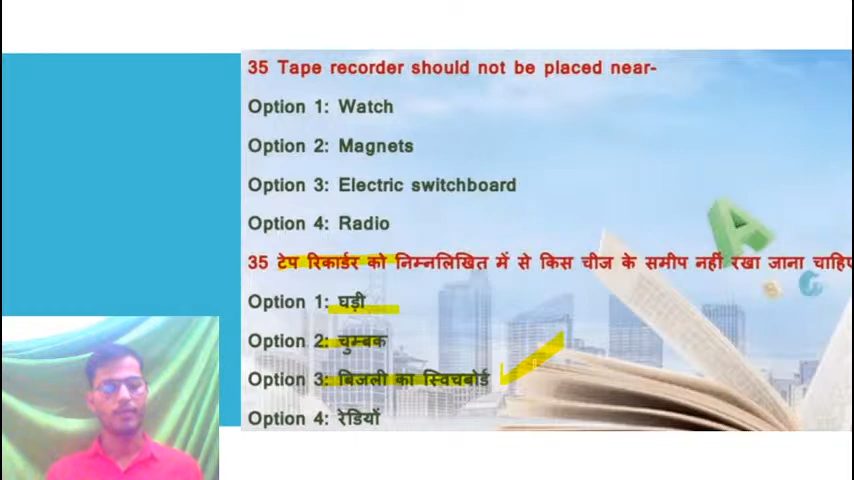 35 Tape recorder should not be placed near-
Option 1: Watch
Option 2: Magnets
Option 3: Electric switchboard
Option 4: Radio
35 टेप रिकार्डर को निम्नलिखित में से किस चीज के समीप नहीं रखा जाना चाहिए
Option 1: घड़ी
Option 2: चुम्बक
Option 3: बिजली का स्विचबोर्ड
Option 4: रेडियों
A